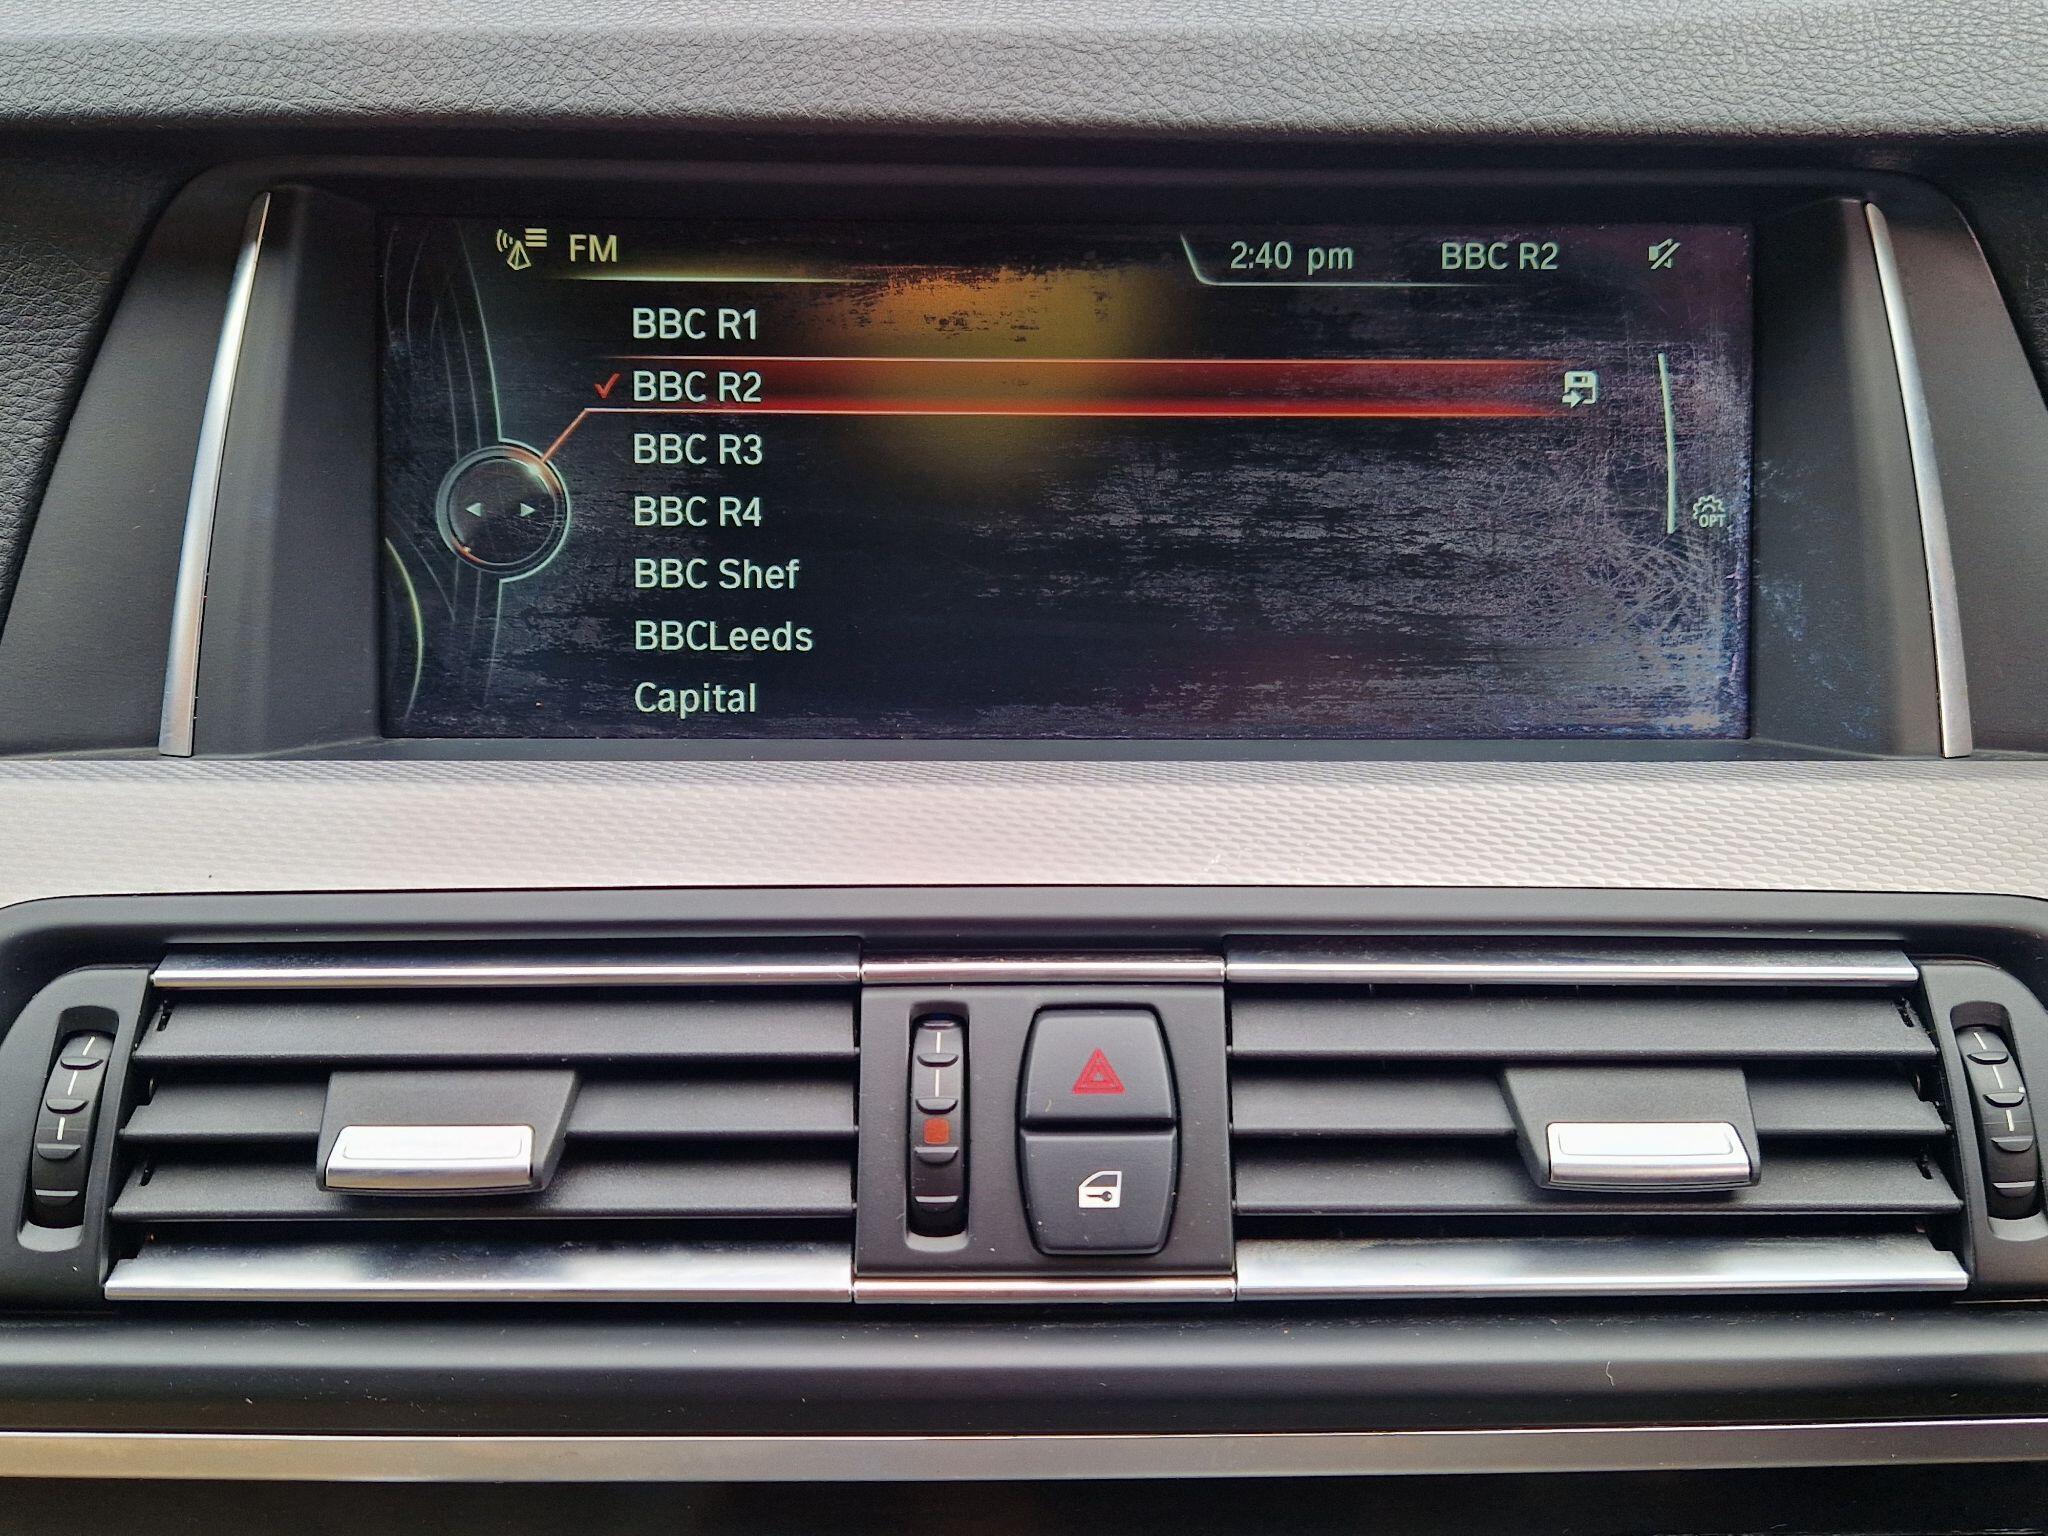 FM 2:40 pm BBC R2
BBC R1
BBC R2
BBC R3
BBC R4
OPT
BBC Shef
BBCLeeds
Capital